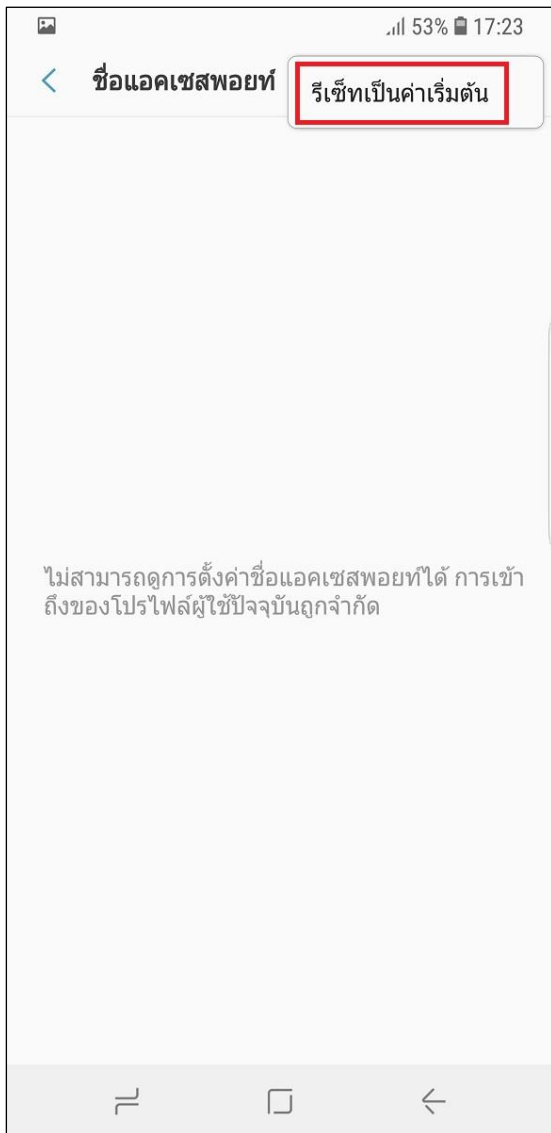 53% 17:23
ชื่อแอคเซสพอยท์
รีเซ็ทเป็นค่าเริ่มต้น
ไม่สามารถดูการตั้งค่าชื่อแอคเซสพอยท์ได้ การเข้า
ถึงของโปรไฟล์ผู้ใช้ปัจจุบันถูกจำกัด